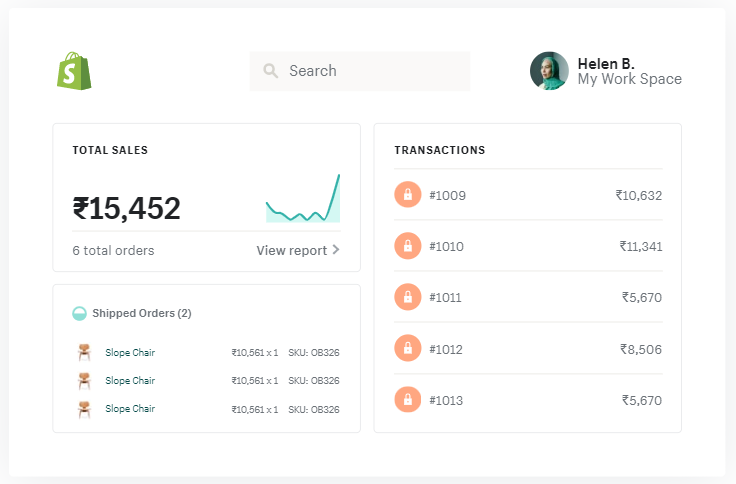 Search
Helen B.
My Work Space
TOTAL SALES
₹15,452
6 total orders
View report
Shipped Orders (2)
Slope Chair ₹10,561 x 1 SKU: OB326
Slope Chair ₹10,561 x 1 SKU: OB326
Slope Chair ₹10,561 x 1 SKU: OB326
TRANSACTIONS
#1009 ₹10,632
#1010 ₹11,341
#1011 ₹5,670
#1012 ₹8,506
#1013 ₹5,670